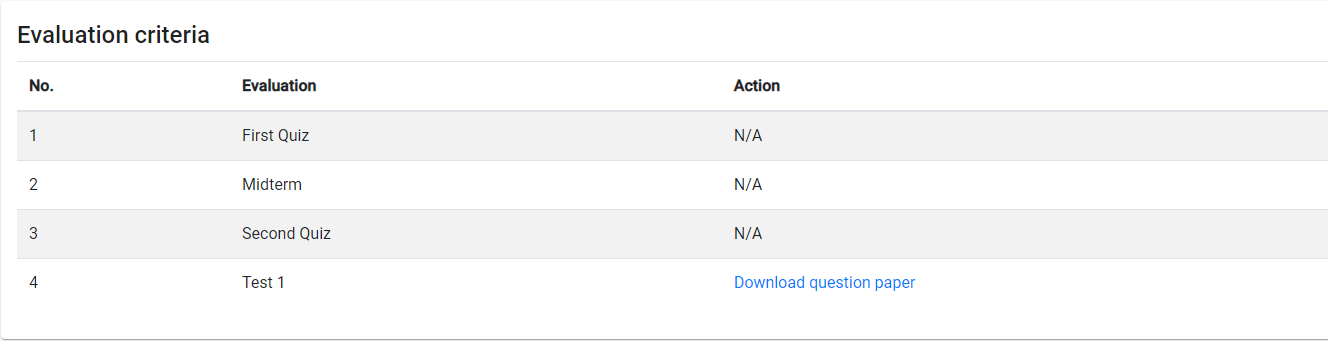 Evaluation criteria
No. Evaluation Action
1 First Quiz N/A
2 Midterm N/A
3 Second Quiz N/A
4 Test 1 Download question paper